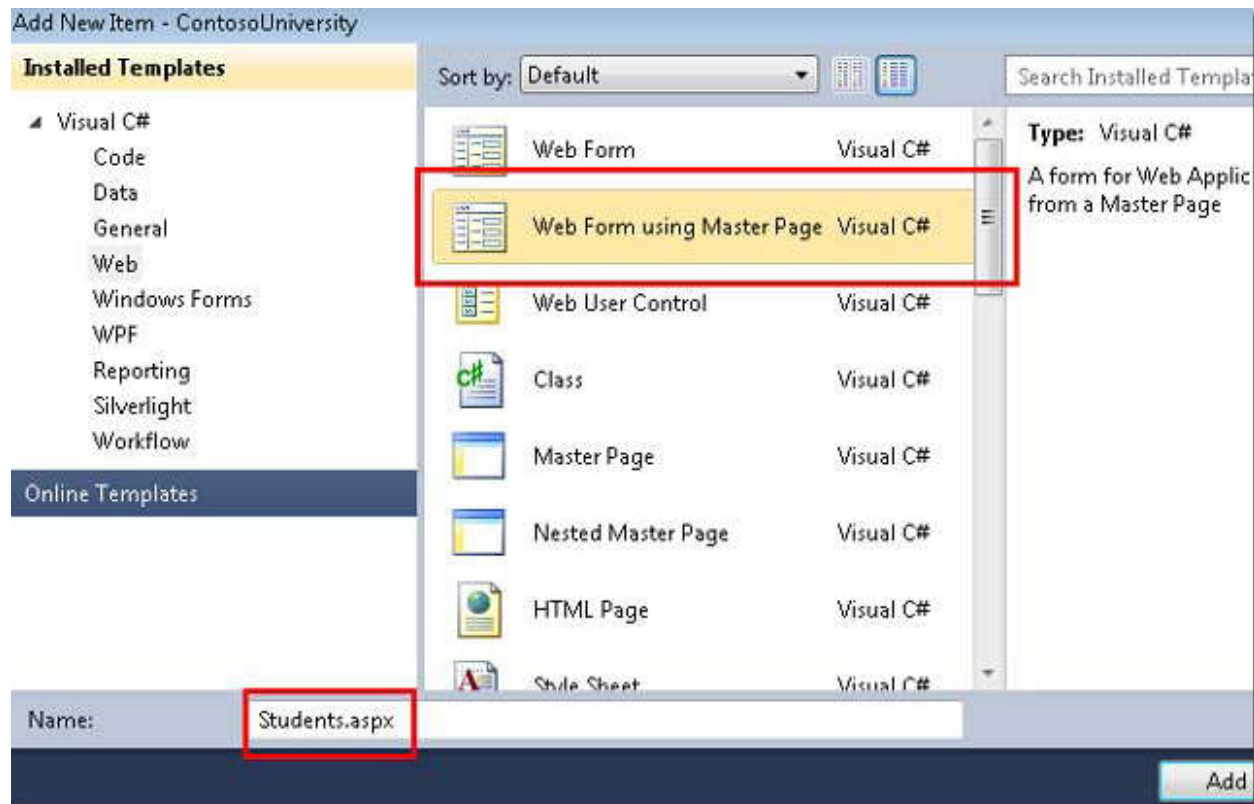 Add New Item - ContosoUniversity
Installed Templates
Visual C#
Code
Data
General
Web
Windows Forms
WPF
Reporting
Silverlight
Workflow
Online Templates
Sort by: Default
Web Form Visual C#
Web Form using Master Page Visual C#
Web User Control Visual C#
C# Class Visual C#
Master Page Visual C#
Nested Master Page Visual C#
HTML Page Visual C#
A Style Sheet Visual C#
Search Installed Templa
Type: Visual C#
A form for Web Applic
from a Master Page
Name: Students.aspx
Add